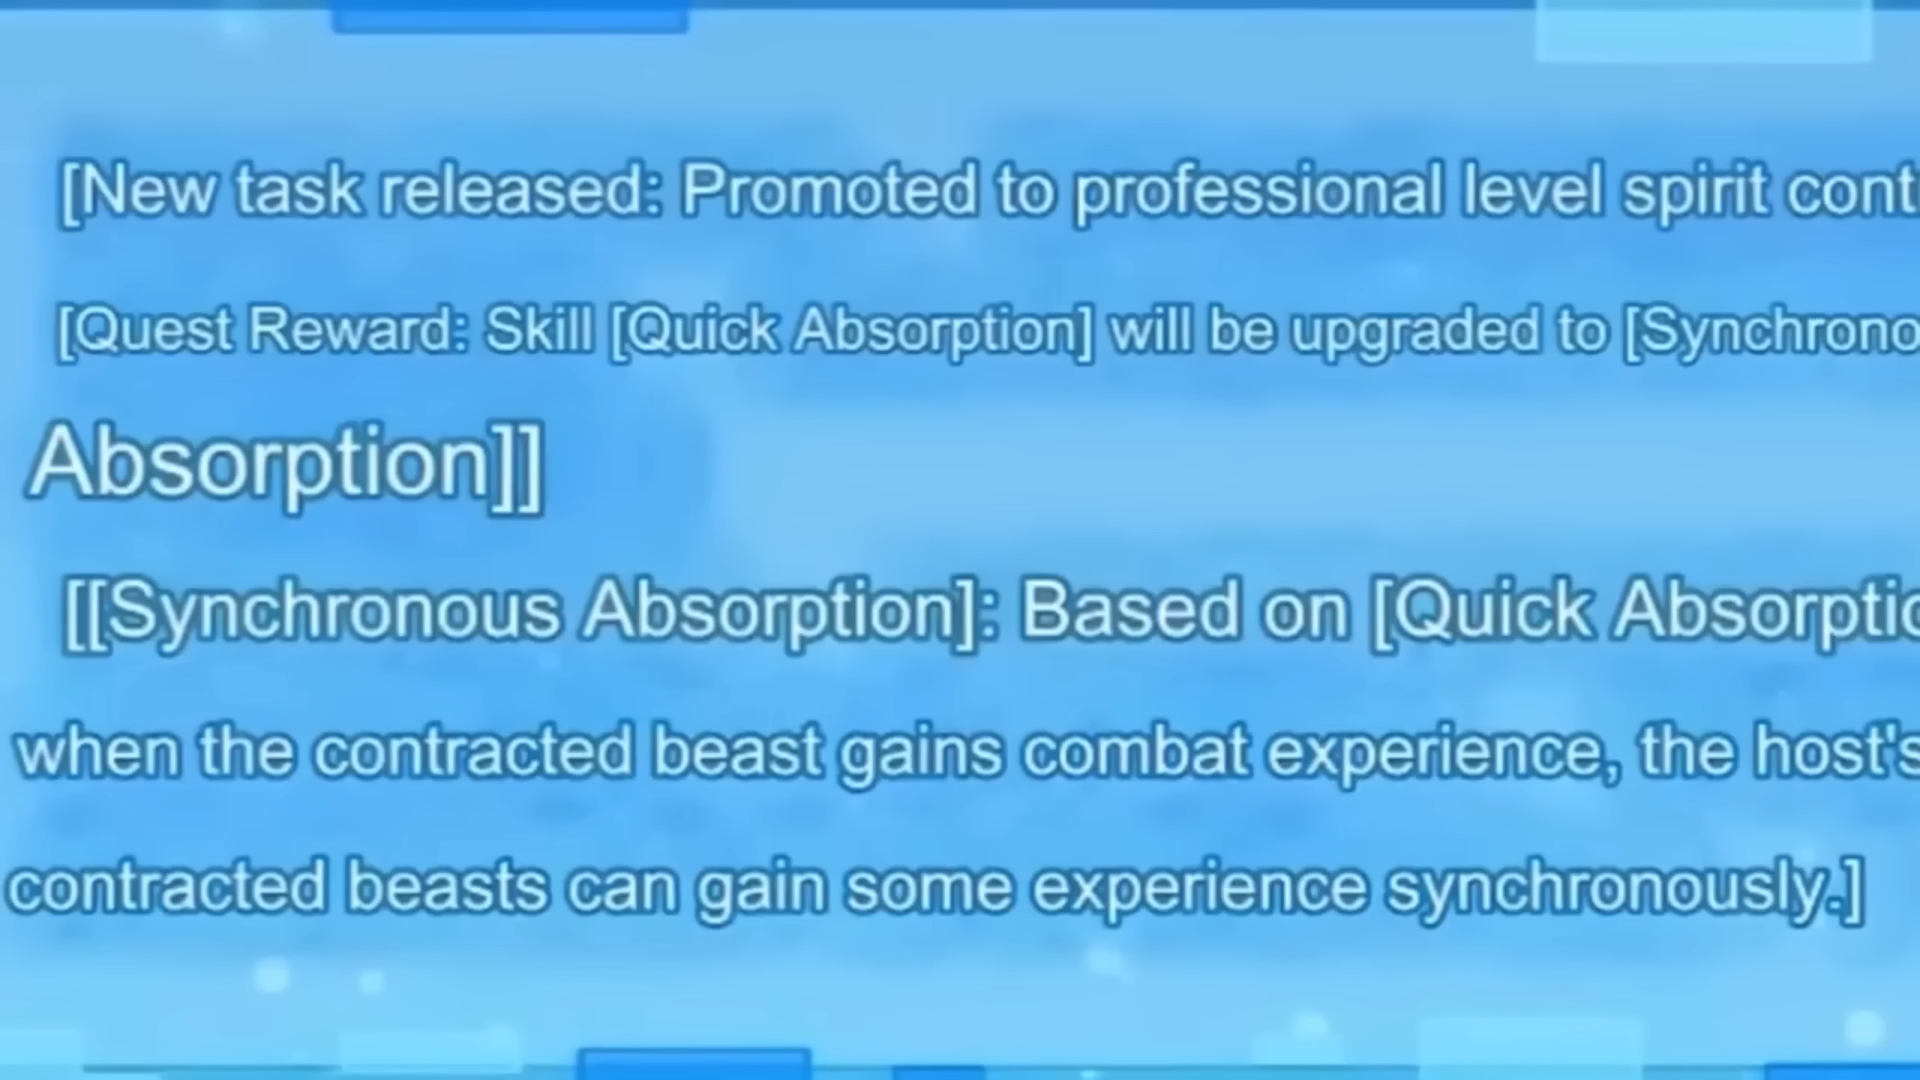 [New task released: Promoted to professional level spirit cont
[Quest Reward: Skill [Quick Absorption] will be upgraded to [Synchrono
Absorption]]
[[Synchronous Absorption]: Based on [Quick Absorptio
when the contracted beast gains combat experience, the host's
contracted beasts can gain some experience synchronously.]